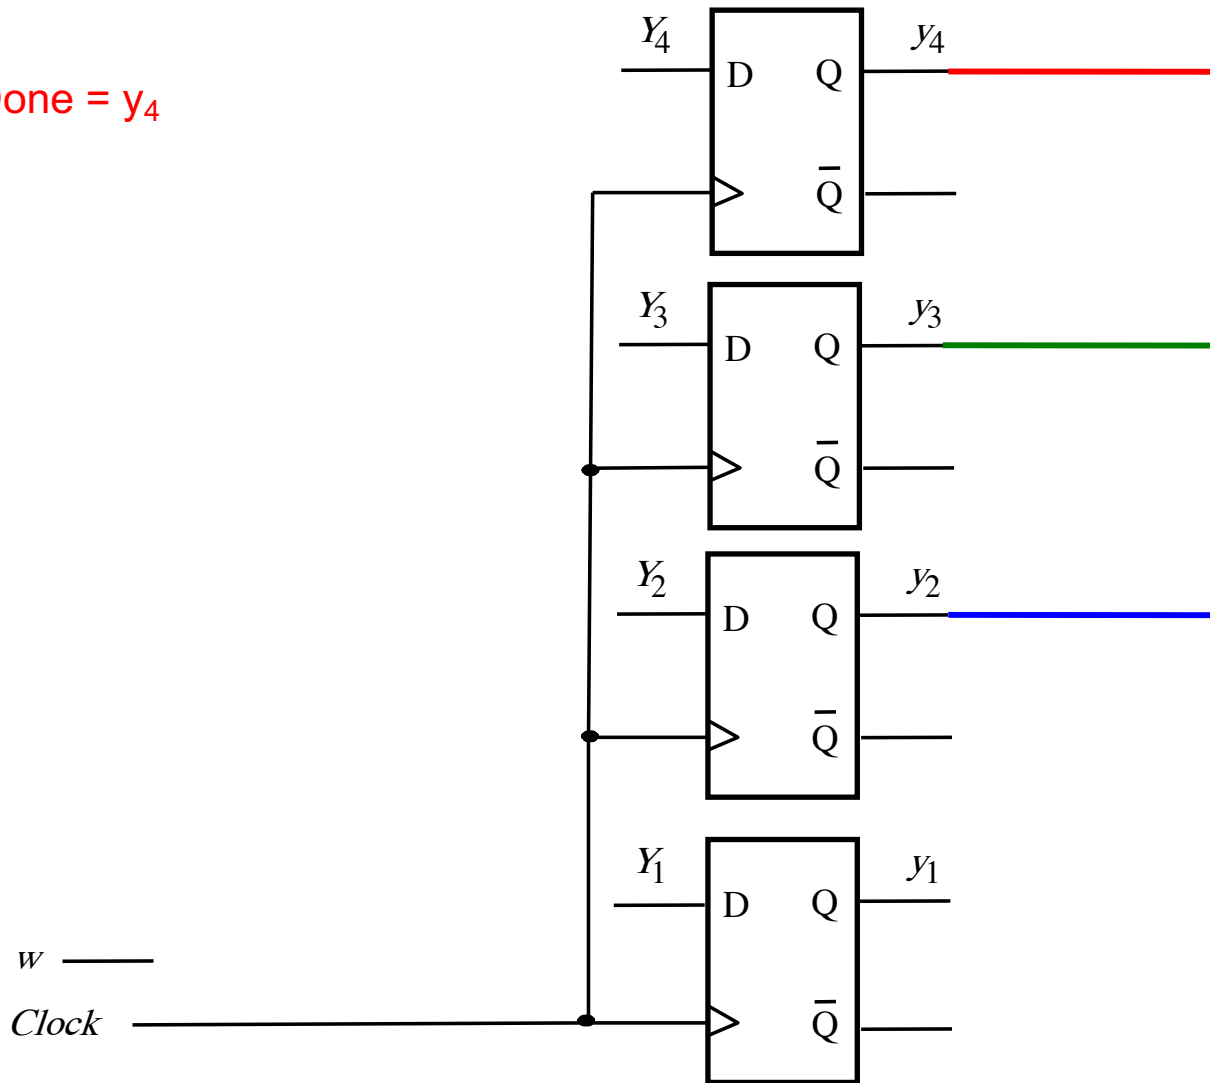 Y₄
y₄
D
Q
one = y₄
Q̅
Y₃
y₃
D
Q
Q̅
Y₂
y₂
D
Q
Q̅
Y₁
y₁
D
Q
w
Clock
Q̅